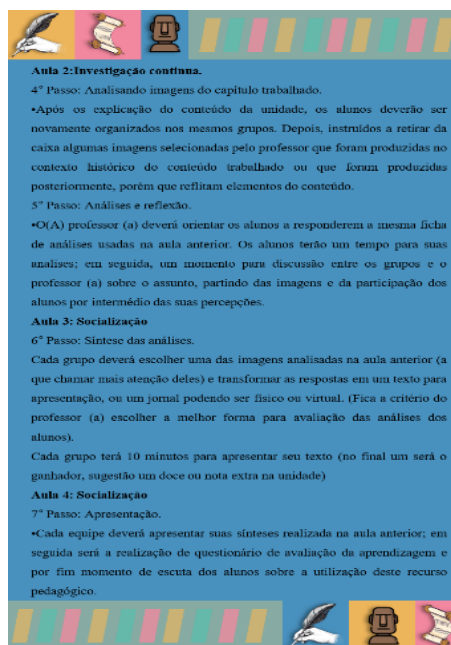 Aula 2:Investigação continua.
4° Passo: Analisando imagens do capitulo trabalhado.
•Após os explicação do conteúdo da unidade, os alunos deverão ser
novamente organizados nos mesmos grupos. Depois, instruídos a retirar da
caixa algumas imagens selecionadas pelo professor que foram produzidas no
contexto histórico do conteúdo trabalhado ou que foram produzidas
posteriormente, porém que reflitam elementos do conteúdo.
5° Passo: Análises e reflexão.
•O(A) professor (a) deverá orientar os alunos a responderem a mesma ficha
de análises usadas na aula anterior. Os alunos terão um tempo para suas
analises; em seguida, um momento para discussão entre os grupos e o
professor (a) sobre o assunto, partindo das imagens e da participação dos
alunos por intermédio das suas percepções.
Aula 3: Socialização
6° Passo: Síntese das análises.
Cada grupo deverá escolher uma das imagens analisadas na aula anterior (a
que chamar mais atenção deles) e transformar as respostas em um texto para
apresentação, ou um jornal podendo ser físico ou virtual. (Fica a critério do
professor (a) escolher a melhor forma para avaliação das análises dos
alunos).
Cada grupo terá 10 minutos para apresentar seu texto (no final um será o
ganhador, sugestão um doce ou nota extra na unidade)
Aula 4: Socialização
7° Passo: Apresentação.
•Cada equipe deverá apresentar suas sínteses realizada na aula anterior; em
seguida será a realização de questionário de avaliação da aprendizagem e
por fim momento de escuta dos alunos sobre a utilização deste recurso
pedagógico.